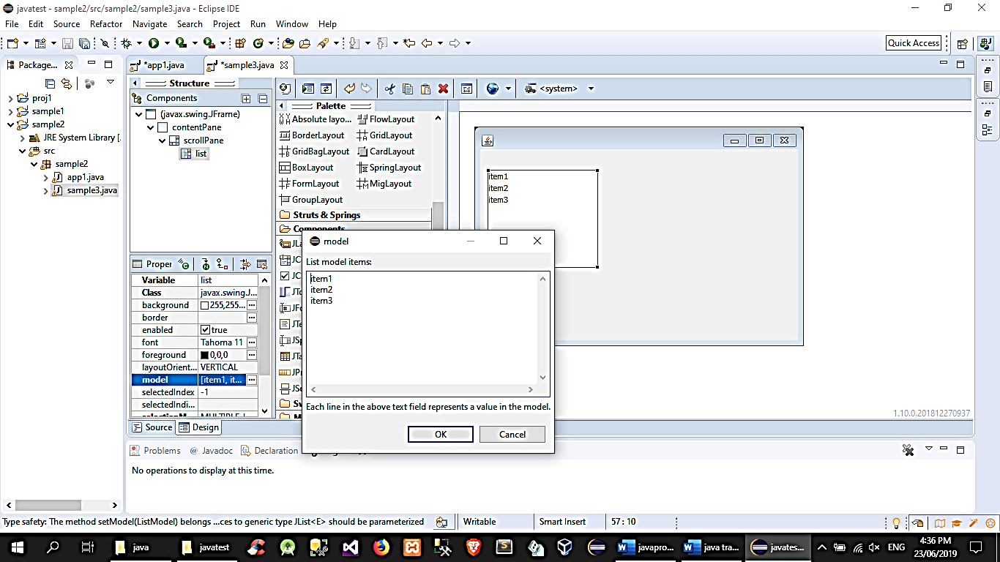 javatest - sample2/src/sample2/sample3.java - Eclipse IDE
File Edit Source Refactor Navigate Search Project Run Window Help
Quick Access
Package...
*app1.java
*sample3.java
proj1
sample1
sample2
JRE System Library [
src
sample2
app1.java
sample3.java
Structure
Components
(javax.swing.JFrame)
contentPane
scrollPane
list
Proper
Variable list
Class javax.swing.J...
background 255,255...
border
enabled true
font Tahoma 11
foreground 0,0,0
layoutOrient... VERTICAL
model [item1, it...
selectedIndex -1
selectedIndi...
Source Design
<system>
Palette
Absolute layo... FlowLayout
BorderLayout GridLayout
GridBagLayout CardLayout
BoxLayout SpringLayout
FormLayout MigLayout
GroupLayout
Struts & Springs
Components
JLa
JC
JC
JTo
JFo
JTe
JSp
JTa
JPr
JSe
Sw
item1
item2
item3
model
List model items:
item1
item2
item3
Each line in the above text field represents a value in the model.
OK Cancel
1.10.0.201812270937
Problems @ Javadoc Declaration
No operations to display at this time.
Type safety: The method setModel(ListModel) belongs ...ces to generic type JList<E> should be parameterized
Writable Smart Insert 57 : 10
java javatest javapro... java tra... javates...
ENG
4:36 PM
23/06/2019